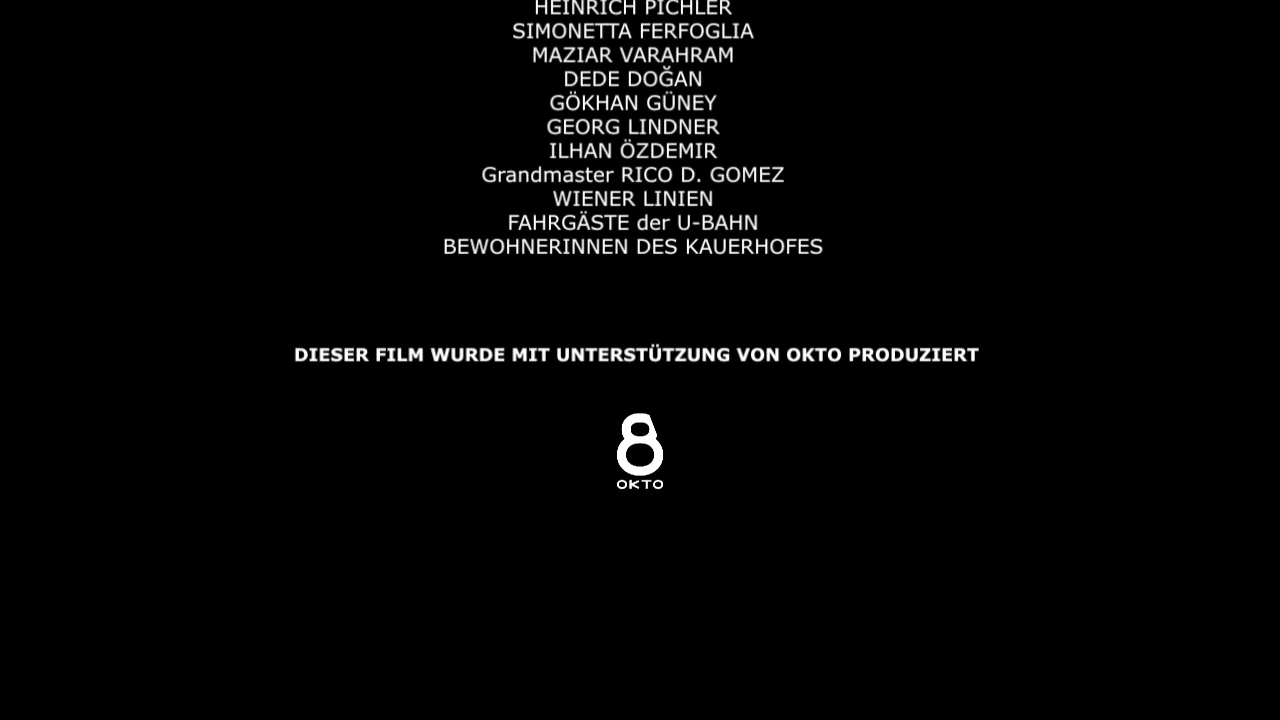 HEINRICH PICHLER
SIMONETTA FERFOGLIA
MAZIAR VARAHRAM
DEDE DOĞAN
GÖKHAN GÜNEY
GEORG LINDNER
ILHAN ÖZDEMIR
Grandmaster RICO D. GOMEZ
WIENER LINIEN
FAHRGÄSTE der U-BAHN
BEWOHNERINNEN DES KAUERHOFES
DIESER FILM WURDE MIT UNTERSTÜTZUNG VON OKTO PRODUZIERT
8
OKTO